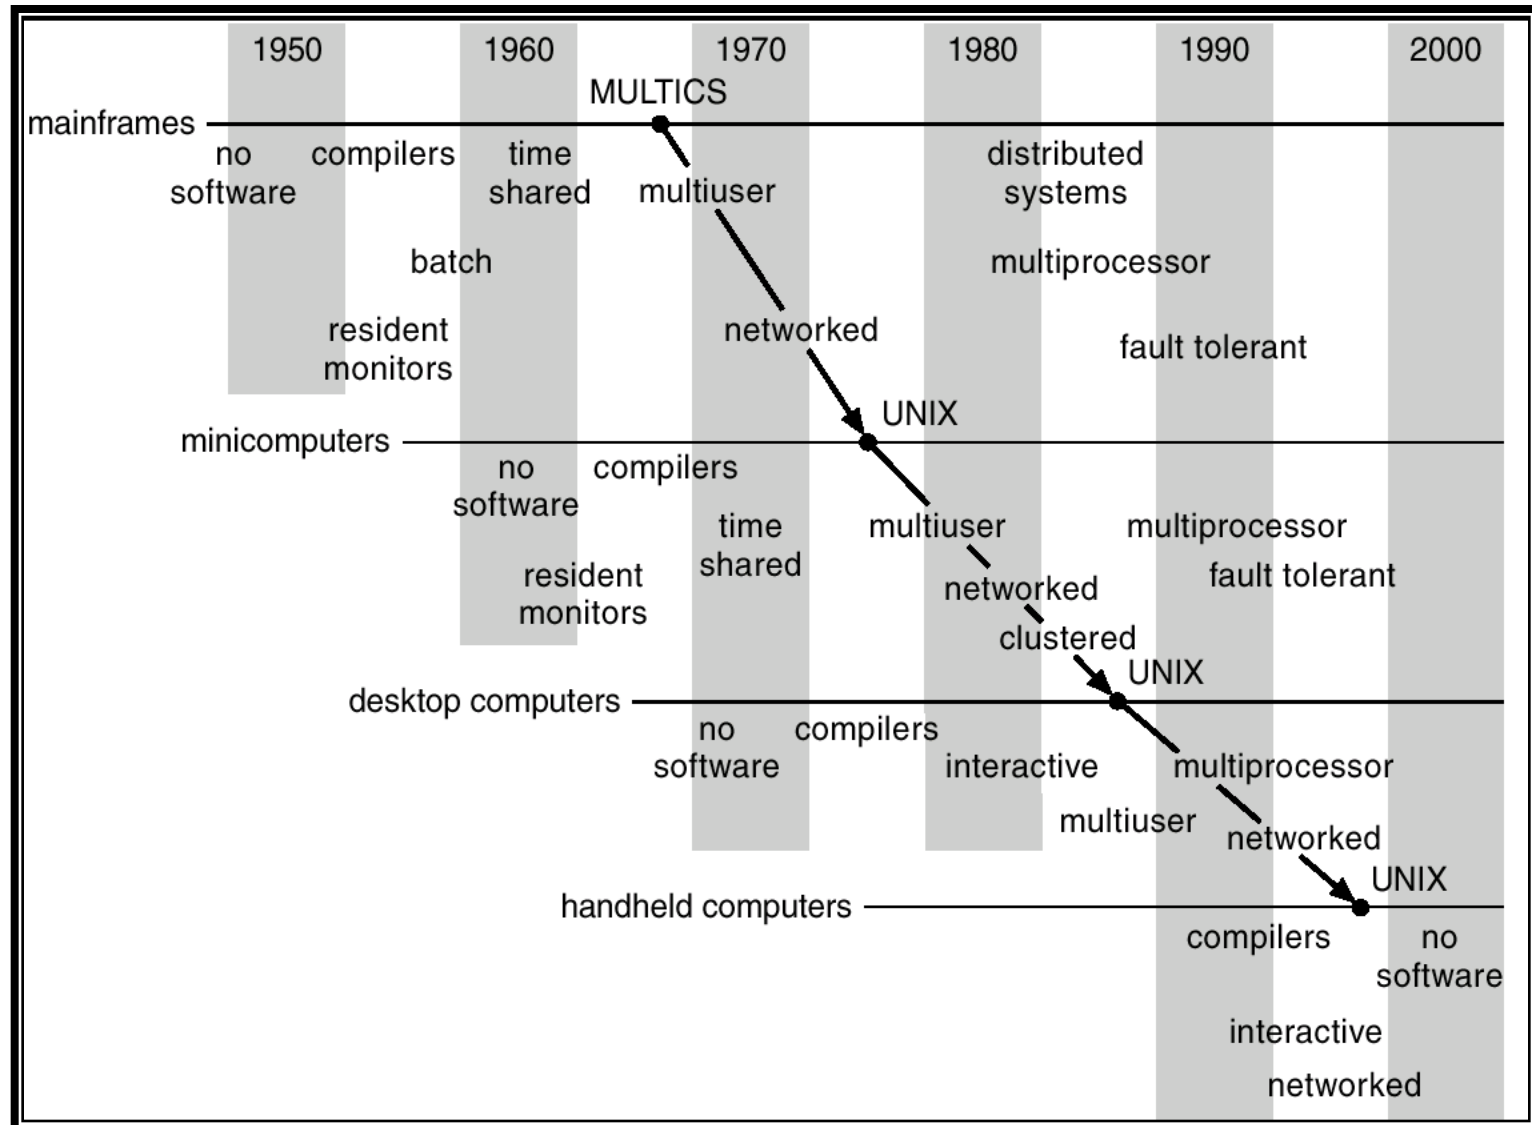 1950 1960 1970 1980 1990 2000
MULTICS
mainframes
no compilers time distributed
software shared multiuser systems
batch multiprocessor
resident networked
monitors fault tolerant
UNIX
minicomputers
no compilers
software
time multiuser multiprocessor
shared
resident fault tolerant
monitors networked
clustered
UNIX
desktop computers
no compilers
software interactive multiprocessor
multiuser networked
UNIX
handheld computers
compilers no
software
interactive
networked